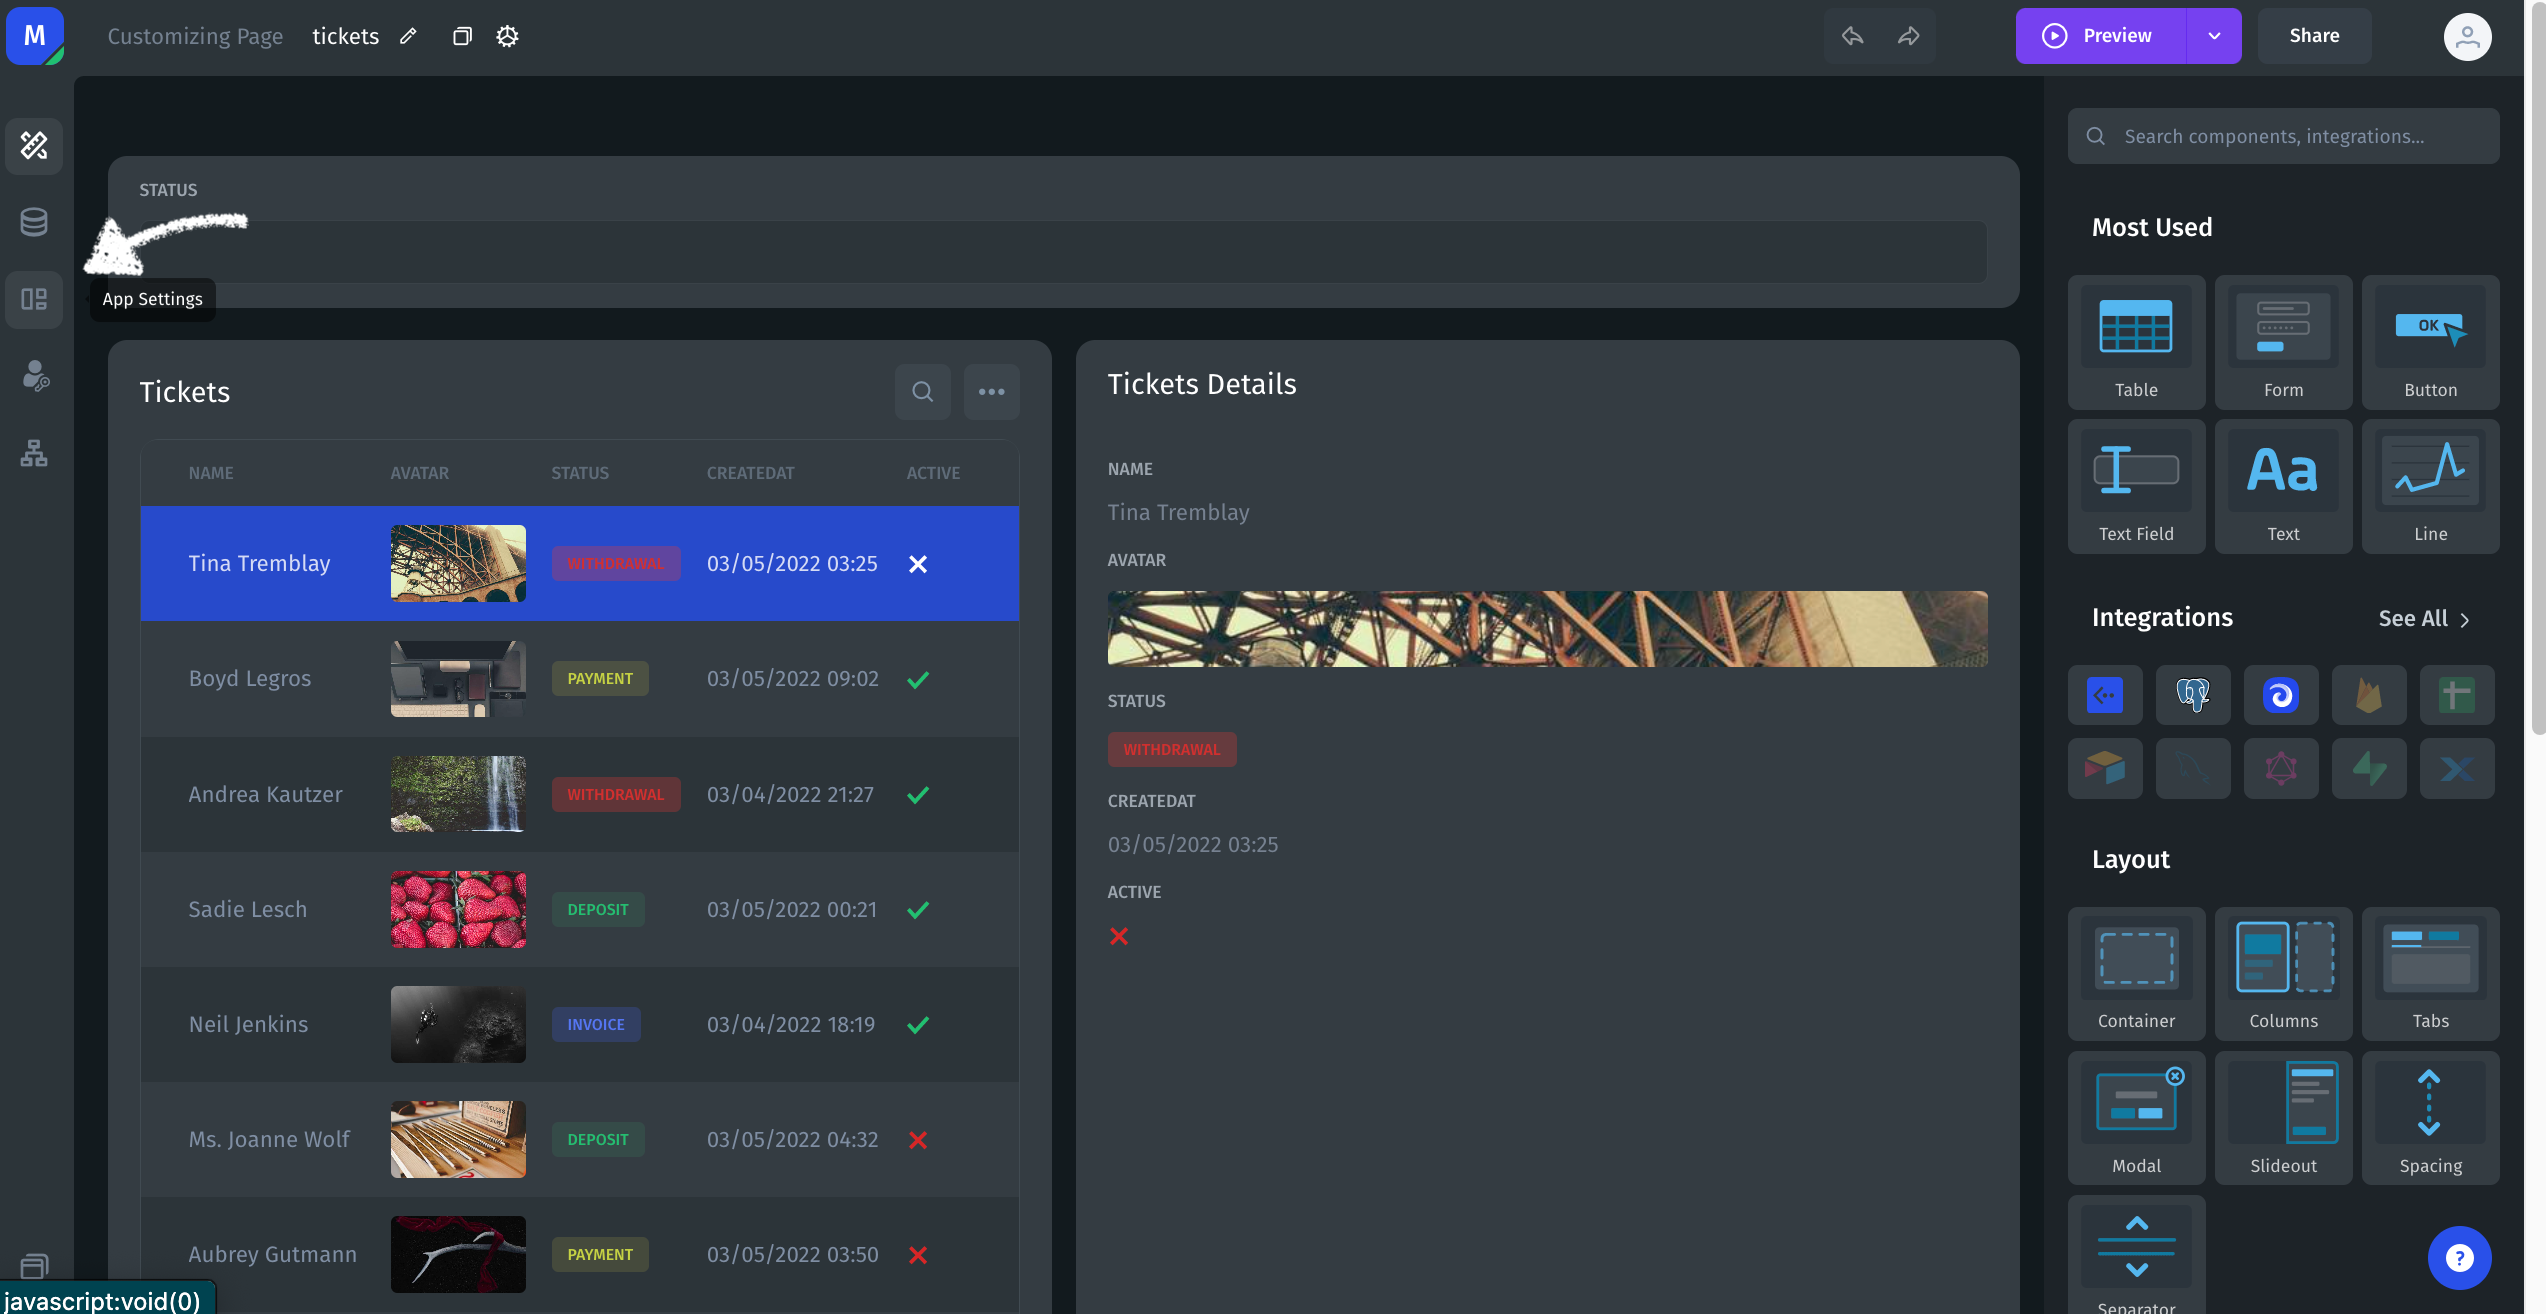 M
Customizing Page tickets
Preview
Share
Search components, integrations...
STATUS
App Settings
Most Used
Table
Form
OK
Button
Text Field
Aa
Text
Line
Integrations
See All
Layout
Container
Columns
Tabs
Modal
Slideout
Spacing
Separator
Tickets
NAME AVATAR STATUS CREATEDAT ACTIVE
Tina Tremblay WITHDRAWAL 03/05/2022 03:25
Boyd Legros PAYMENT 03/05/2022 09:02
Andrea Kautzer WITHDRAWAL 03/04/2022 21:27
Sadie Lesch DEPOSIT 03/05/2022 00:21
Neil Jenkins INVOICE 03/04/2022 18:19
Ms. Joanne Wolf DEPOSIT 03/05/2022 04:32
Aubrey Gutmann PAYMENT 03/05/2022 03:50
Tickets Details
NAME
Tina Tremblay
AVATAR
STATUS
WITHDRAWAL
CREATEDAT
03/05/2022 03:25
ACTIVE
?
javascript:void(0)